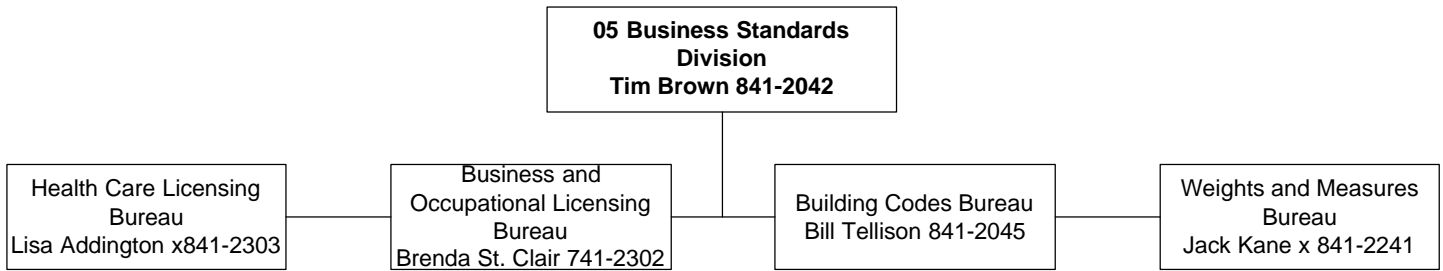 05 Business Standards
Division
Tim Brown 841-2042
Health Care Licensing
Bureau
Lisa Addington x841-2303
Business and
Occupational Licensing
Bureau
Brenda St. Clair 741-2302
Building Codes Bureau
Bill Tellison 841-2045
Weights and Measures
Bureau
Jack Kane x 841-2241